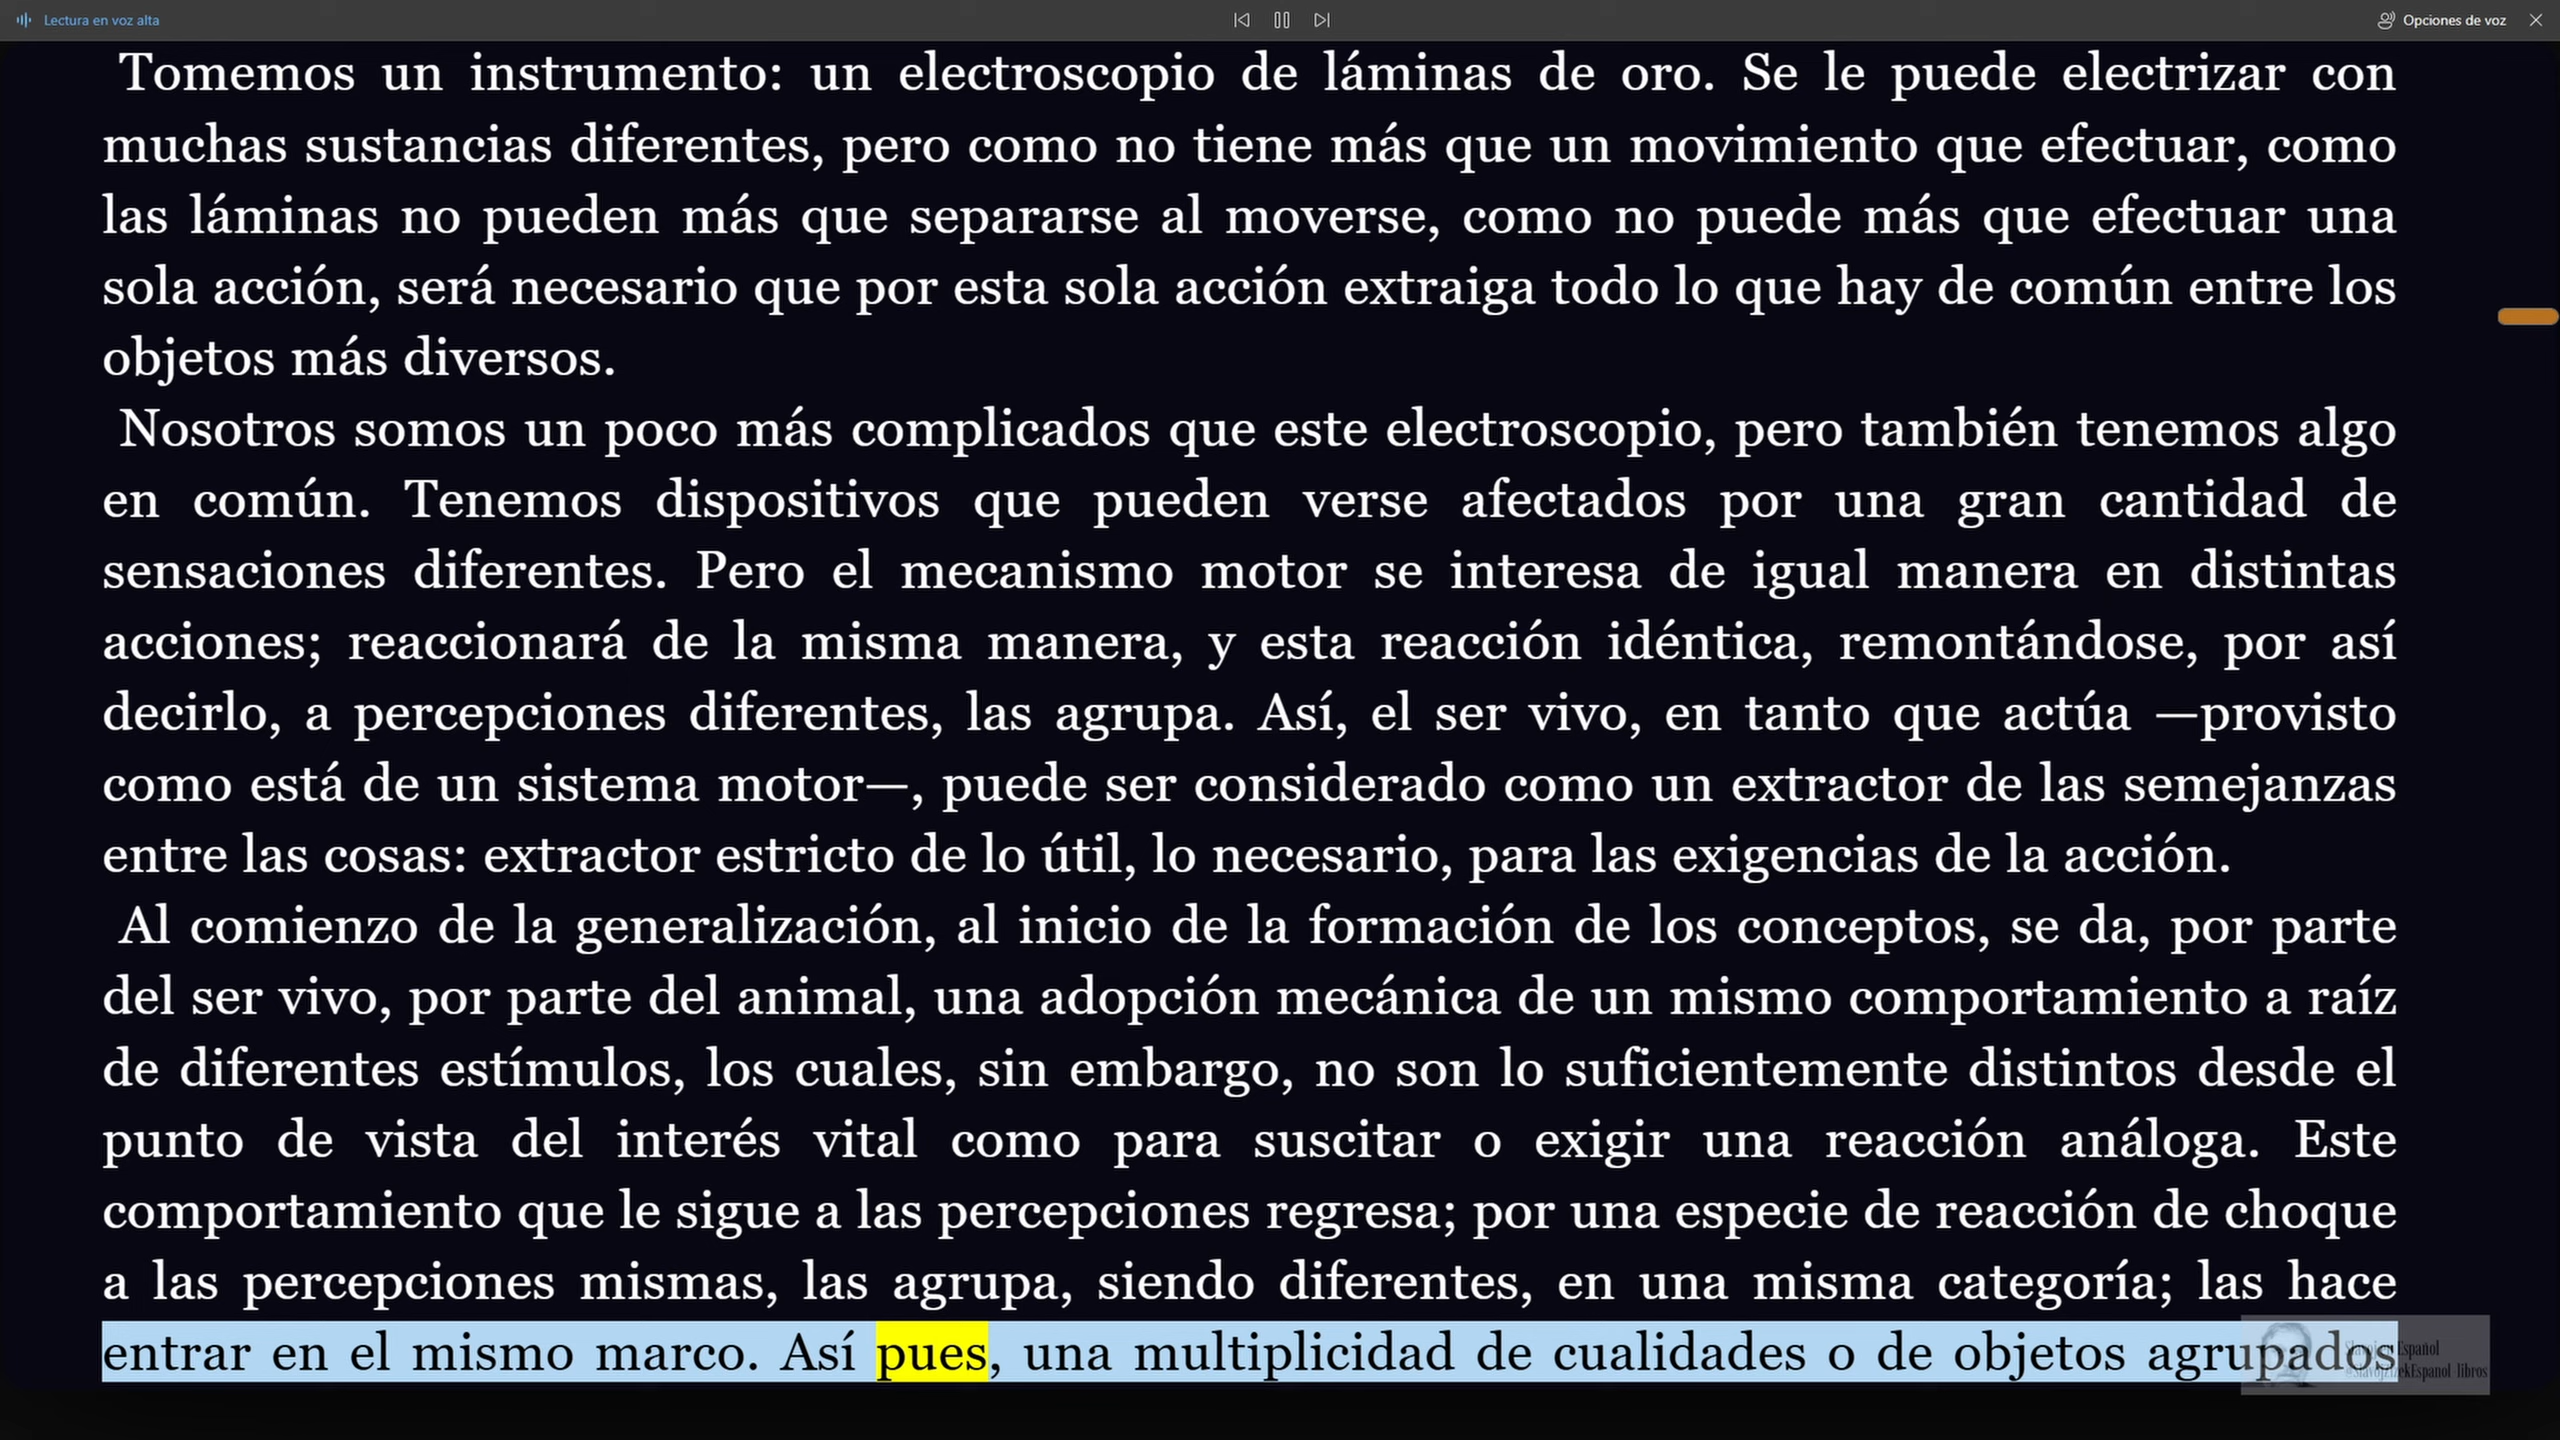 Lectura en voz alta
Opciones de voz
Tomemos un instrumento: un electroscopio de láminas de oro. Se le puede electrizar con
muchas sustancias diferentes, pero como no tiene más que un movimiento que efectuar, como
las láminas no pueden más que separarse al moverse, como no puede más que efectuar una
sola acción, será necesario que por esta sola acción extraiga todo lo que hay de común entre los
objetos más diversos.
Nosotros somos un poco más complicados que este electroscopio, pero también tenemos algo
en común. Tenemos dispositivos que pueden verse afectados por una gran cantidad de
sensaciones diferentes. Pero el mecanismo motor se interesa de igual manera en distintas
acciones; reaccionará de la misma manera, y esta reacción idéntica, remontándose, por así
decirlo, a percepciones diferentes, las agrupa. Así, el ser vivo, en tanto que actúa —provisto
como está de un sistema motor—, puede ser considerado como un extractor de las semejanzas
entre las cosas: extractor estricto de lo útil, lo necesario, para las exigencias de la acción.
Al comienzo de la generalización, al inicio de la formación de los conceptos, se da, por parte
del ser vivo, por parte del animal, una adopción mecánica de un mismo comportamiento a raíz
de diferentes estímulos, los cuales, sin embargo, no son lo suficientemente distintos desde el
punto de vista del interés vital como para suscitar o exigir una reacción análoga. Este
comportamiento que le sigue a las percepciones regresa; por una especie de reacción de choque
a las percepciones mismas, las agrupa, siendo diferentes, en una misma categoría; las hace
entrar en el mismo marco. Así pues, una multiplicidad de cualidades o de objetos agrupados
Español